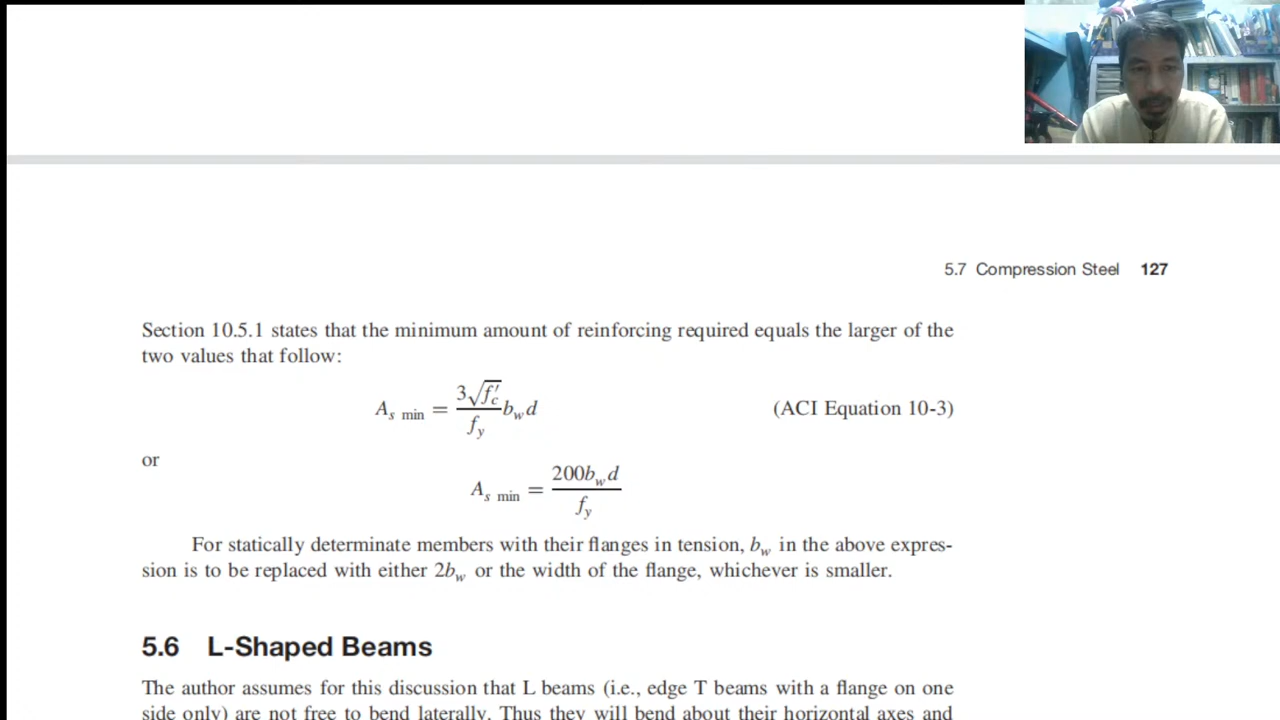 5.7 Compression Steel 127
Section 10.5.1 states that the minimum amount of reinforcing required equals the larger of the
two values that follow:
A_{s min} = \frac{3\sqrt{f'_c}}{f_y} b_w d (ACI Equation 10-3)
or
A_{s min} = \frac{200b_w d}{f_y}
For statically determinate members with their flanges in tension, b_w in the above expres-
sion is to be replaced with either 2b_w or the width of the flange, whichever is smaller.
5.6 L-Shaped Beams
The author assumes for this discussion that L beams (i.e., edge T beams with a flange on one
side only) are not free to bend laterally. Thus they will bend about their horizontal axes and